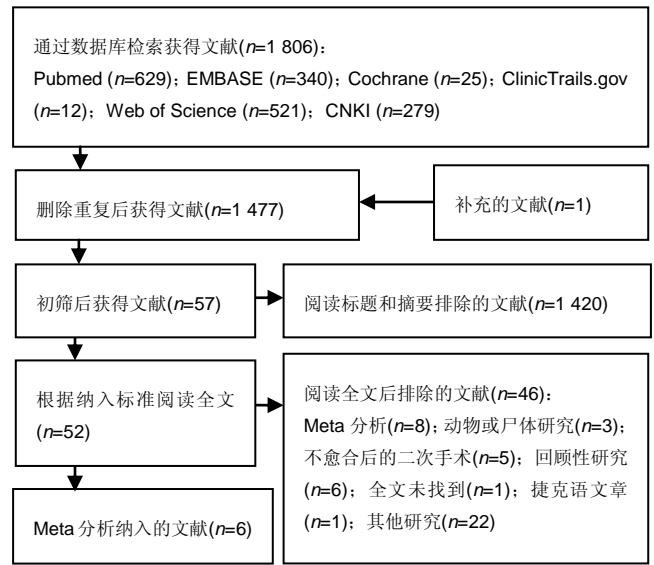 通过数据库检索获得文献(n=1 806)：
Pubmed (n=629)；EMBASE (n=340)；Cochrane (n=25)；ClinicTrails.gov
(n=12)；Web of Science (n=521)；CNKI (n=279)
删除重复后获得文献(n=1 477)
补充的文献(n=1)
初筛后获得文献(n=57)
阅读标题和摘要排除的文献(n=1 420)
根据纳入标准阅读全文
(n=52)
阅读全文后排除的文献(n=46)：
Meta 分析(n=8)；动物或尸体研究(n=3)；
不愈合后的二次手术(n=5)；回顾性研究
(n=6)；全文未找到(n=1)；捷克语文章
(n=1)；其他研究(n=22)
Meta 分析纳入的文献(n=6)